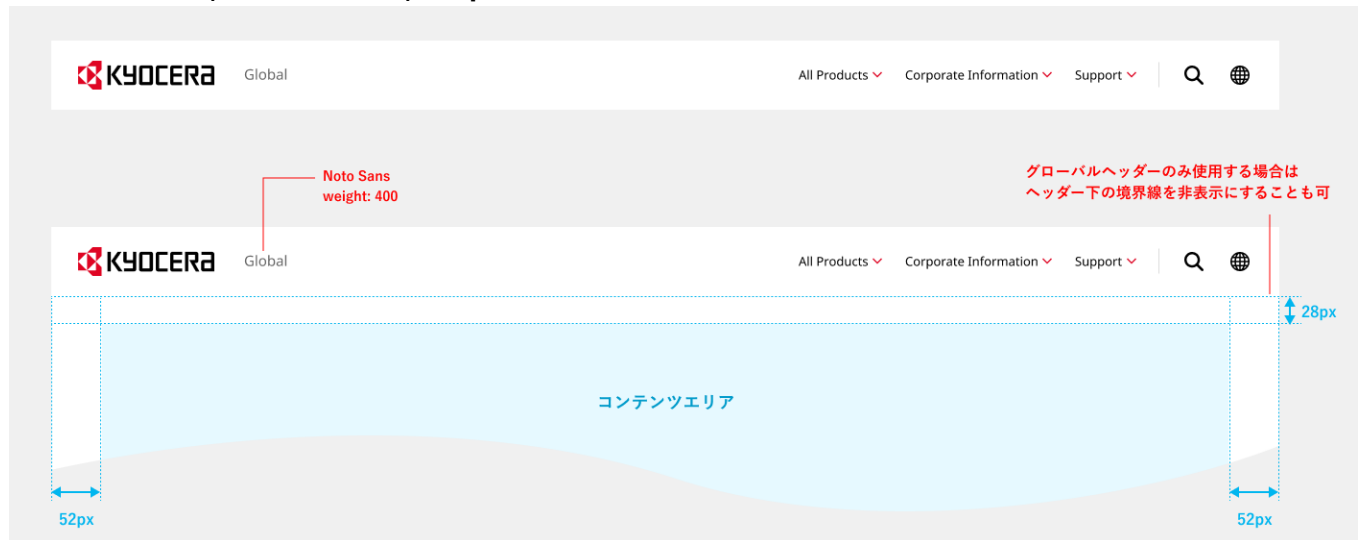 KYOCERA Global All Products Corporate Information Support
Noto Sans
weight: 400
グローバルヘッダーのみ使用する場合は
ヘッダー下の境界線を非表示にすることも可
KYOCERA Global All Products Corporate Information Support
28px
コンテンツエリア
52px 52px